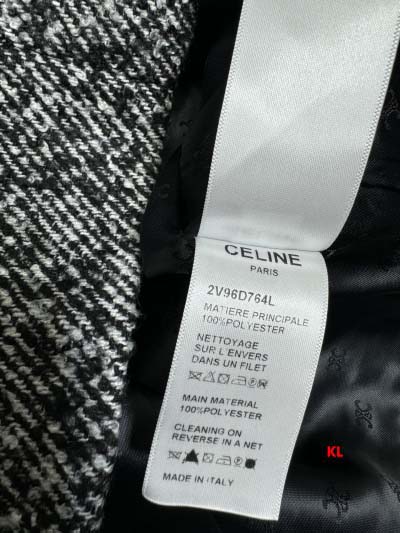 CELINE
PARIS
2V96D764L
MATIERE PRINCIPALE
100%POLYESTER
NETTOYAGE
SUR L'ENVERS
DANS UN FILET
MAIN MATERIAL
100%POLYESTER
CLEANING ON
REVERSE IN A NET
MADE IN ITALY
KL